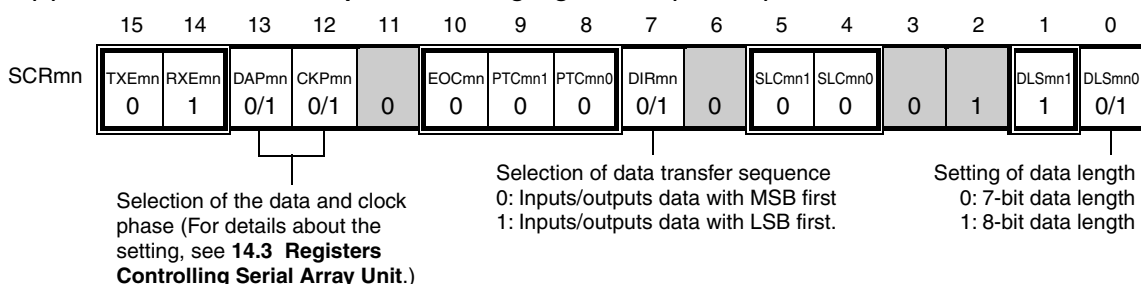 15 14 13 12 11 10 9 8 7 6 5 4 3 2 1 0
SCRmn TXEmn RXEmn DAPmn CKPmn EOCmn PTCmn1 PTCmn0 DIRmn SLCmn1 SLCmn0 DLSmn1 DLSmn0
0 1 0/1 0/1 0 0 0 0 0/1 0 0 0 0 1 1 0/1
Selection of the data and clock
phase (For details about the
setting, see 14.3 Registers
Controlling Serial Array Unit.)
Selection of data transfer sequence
0: Inputs/outputs data with MSB first
1: Inputs/outputs data with LSB first.
Setting of data length
0: 7-bit data length
1: 8-bit data length